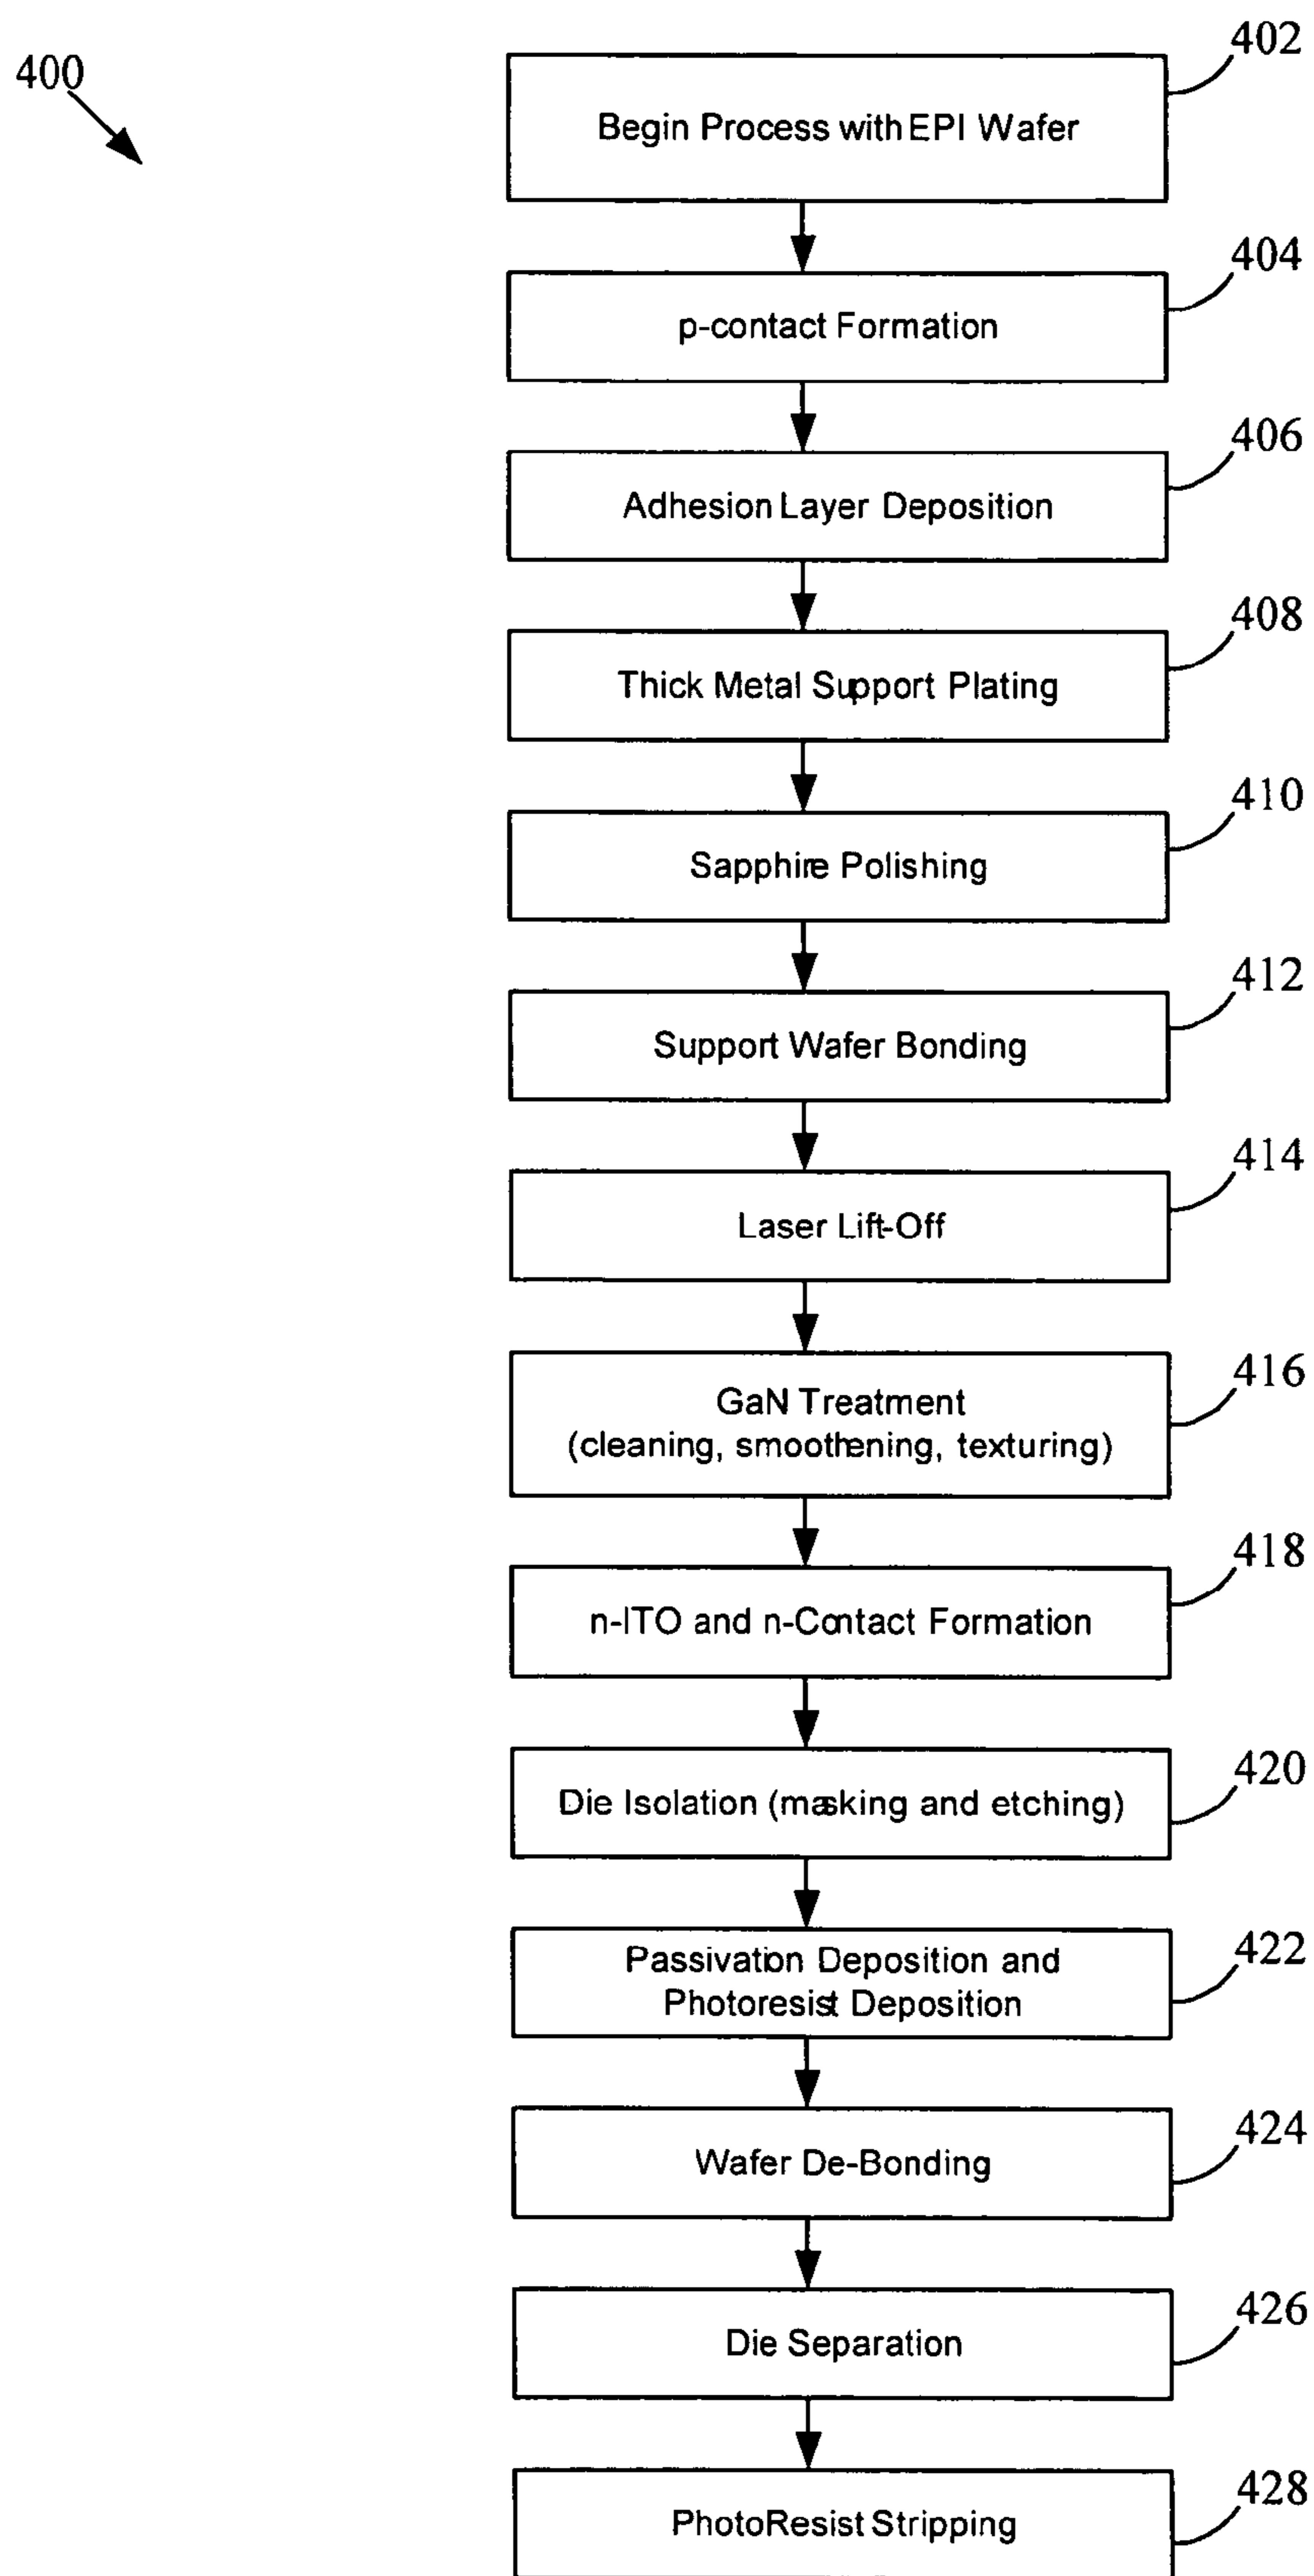 400
402
Begin Process with EPI Wafer
404
p-contact Formation
406
Adhesion Layer Deposition
408
Thick Metal Support Plating
410
Sapphire Polishing
412
Support Wafer Bonding
414
Laser Lift-Off
416
GaN Treatment
(cleaning, smoothening, texturing)
418
n-ITO and n-Contact Formation
420
Die Isolation (masking and etching)
422
Passivation Deposition and
Photoresist Deposition
424
Wafer De-Bonding
426
Die Separation
428
PhotoResist Stripping